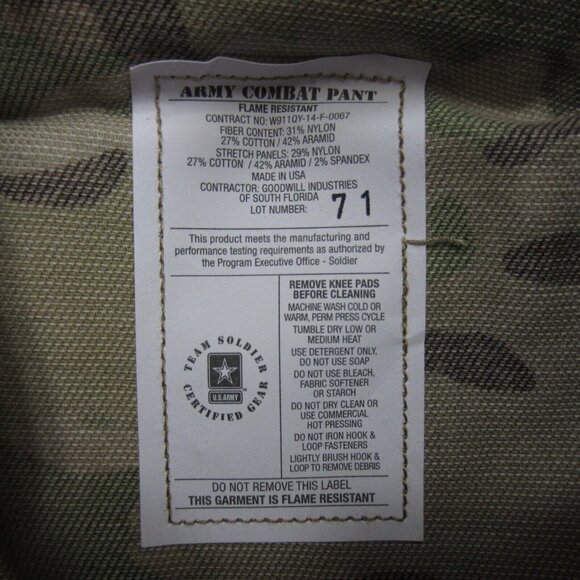 ARMY COMBAT PANT
FLAME RESISTANT
CONTRACT NO: W911QY-14-F-0067
FIBER CONTENT: 31% NYLON
27% COTTON / 42% ARAMID
STRETCH PANELS: 29% NYLON
27% COTTON / 42% ARAMID / 2% SPANDEX
MADE IN USA
CONTRACTOR: GOODWILL INDUSTRIES
OF SOUTH FLORIDA
LOT NUMBER: 71
This product meets the manufacturing and
performance testing requirements as authorized by
the Program Executive Office - Soldier
TEAM SOLDIER
U.S.ARMY
CERTIFIED GEAR
REMOVE KNEE PADS
BEFORE CLEANING
MACHINE WASH COLD OR
WARM, PERM PRESS CYCLE
TUMBLE DRY LOW OR
MEDIUM HEAT
USE DETERGENT ONLY,
DO NOT USE SOAP
DO NOT USE BLEACH,
FABRIC SOFTENER
OR STARCH
DO NOT DRY CLEAN OR
USE COMMERCIAL
HOT PRESSING
DO NOT IRON HOOK &
LOOP FASTENERS
LIGHTLY BRUSH HOOK &
LOOP TO REMOVE DEBRIS
DO NOT REMOVE THIS LABEL
THIS GARMENT IS FLAME RESISTANT